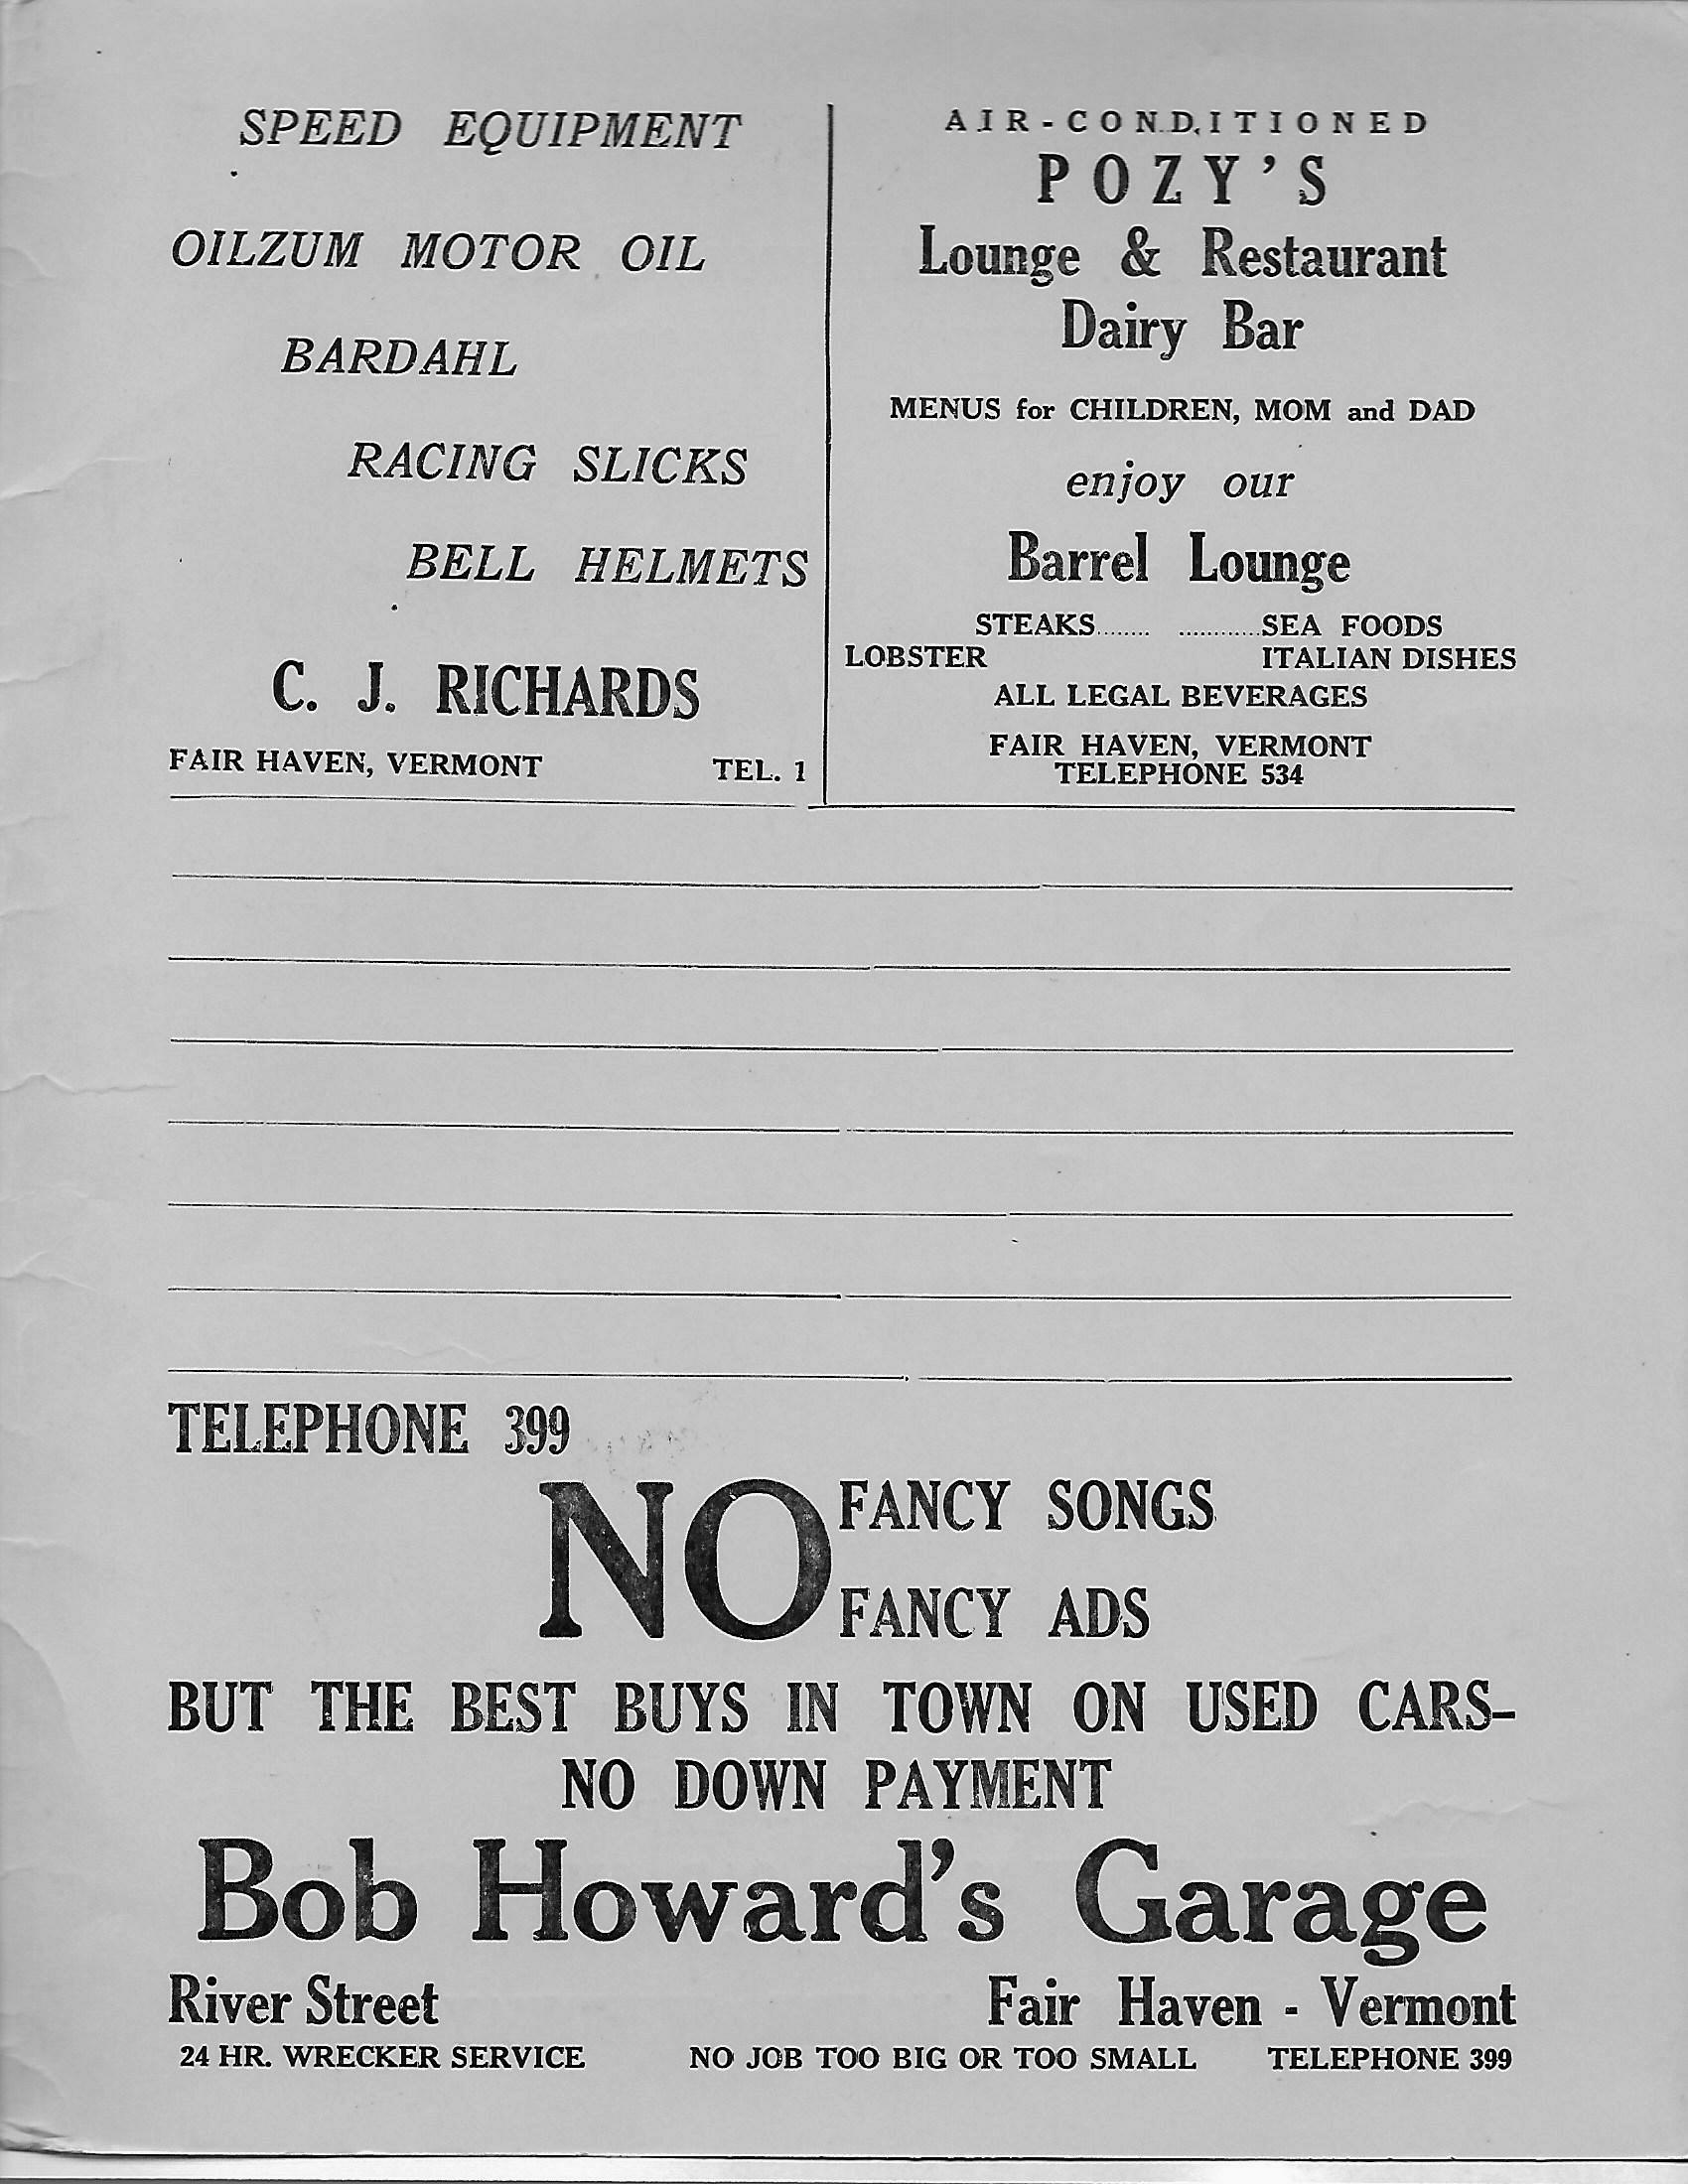 SPEED EQUIPMENT
OILZUM MOTOR OIL
BARDAHL
RACING SLICKS
BELL HELMETS
C. J. RICHARDS
FAIR HAVEN, VERMONT TEL. 1
AIR-CONDITIONED
POZY'S
Lounge & Restaurant
Dairy Bar
MENUS for CHILDREN, MOM and DAD
enjoy our
Barrel Lounge
STEAKS........ ............SEA FOODS
LOBSTER ITALIAN DISHES
ALL LEGAL BEVERAGES
FAIR HAVEN, VERMONT
TELEPHONE 534
TELEPHONE 399
NO FANCY SONGS
FANCY ADS
BUT THE BEST BUYS IN TOWN ON USED CARS-
NO DOWN PAYMENT
Bob Howard's Garage
River Street Fair Haven - Vermont
24 HR. WRECKER SERVICE NO JOB TOO BIG OR TOO SMALL TELEPHONE 399